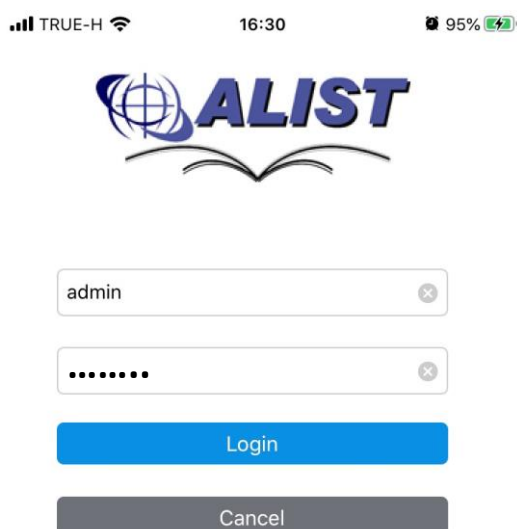 TRUE-H 16:30 95%
ALIST
admin
••••••••
Login
Cancel